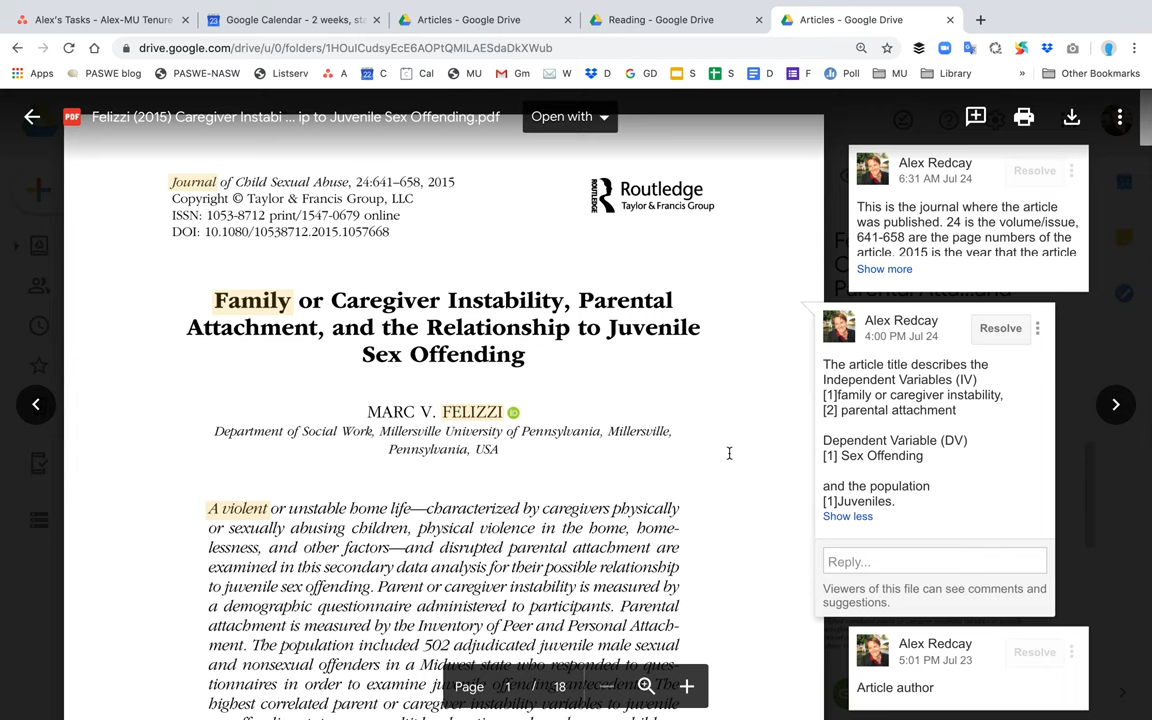 Alex's Tasks - Alex-MU Tenure
Google Calendar - 2 weeks, sta
Articles - Google Drive
Reading - Google Drive
Articles - Google Drive
drive.google.com/drive/u/0/folders/1HOuICudsyEcE6AOPtQMILAESdaDkXWub
Apps
PASWE blog
PASWE-NASW
Listserv
A
C
Cal
MU
Gm
W
D
GD
S
S
D
F
Poll
MU
Library
»
Other Bookmarks
PDF
Felizzi (2015) Caregiver Instabi ... ip to Juvenile Sex Offending.pdf
Open with
Journal of Child Sexual Abuse, 24:641–658, 2015
Copyright © Taylor & Francis Group, LLC
ISSN: 1053-8712 print/1547-0679 online
DOI: 10.1080/10538712.2015.1057668
ROUTLEDGE
Routledge
Taylor & Francis Group
Family or Caregiver Instability, Parental
Attachment, and the Relationship to Juvenile
Sex Offending
MARC V. FELIZZI iD
Department of Social Work, Millersville University of Pennsylvania, Millersville,
Pennsylvania, USA
A violent or unstable home life—characterized by caregivers physically
or sexually abusing children, physical violence in the home, home-
lessness, and other factors—and disrupted parental attachment are
examined in this secondary data analysis for their possible relationship
to juvenile sex offending. Parent or caregiver instability is measured by
a demographic questionnaire administered to participants. Parental
attachment is measured by the Inventory of Peer and Personal Attach-
ment. The population included 502 adjudicated juvenile male sexual
and nonsexual offenders in a Midwest state who responded to ques-
tionnaires in order to examine juvenile offending antecedents. The
highest correlated parent or caregiver instability variables to juvenile
Page 1 / 18
Alex Redcay
6:31 AM Jul 24
Resolve
This is the journal where the article
was published. 24 is the volume/issue,
641-658 are the page numbers of the
article. 2015 is the year that the article
Show more
Alex Redcay
4:00 PM Jul 24
Resolve
The article title describes the
Independent Variables (IV)
[1]family or caregiver instability,
[2] parental attachment
Dependent Variable (DV)
[1] Sex Offending
and the population
[1]Juveniles.
Show less
Reply...
Viewers of this file can see comments and
suggestions.
Alex Redcay
5:01 PM Jul 23
Resolve
Article author